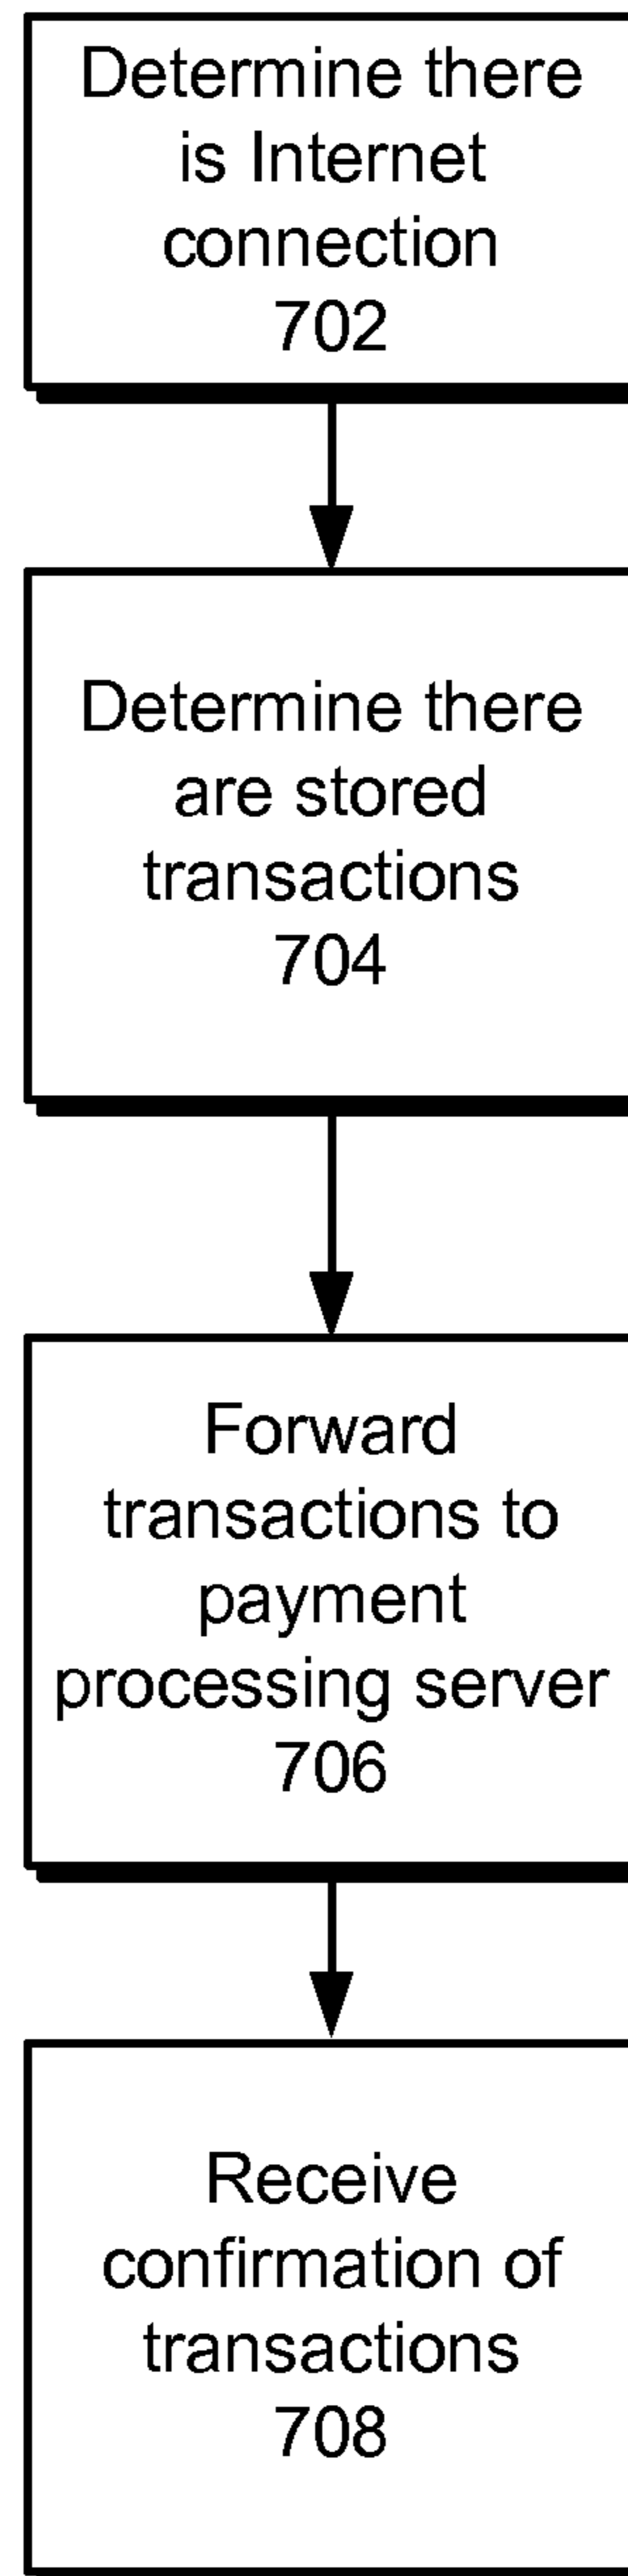 Determine there
is Internet
connection
702
Determine there
are stored
transactions
704
Forward
transactions to
payment
processing server
706
Receive
confirmation of
transactions
708